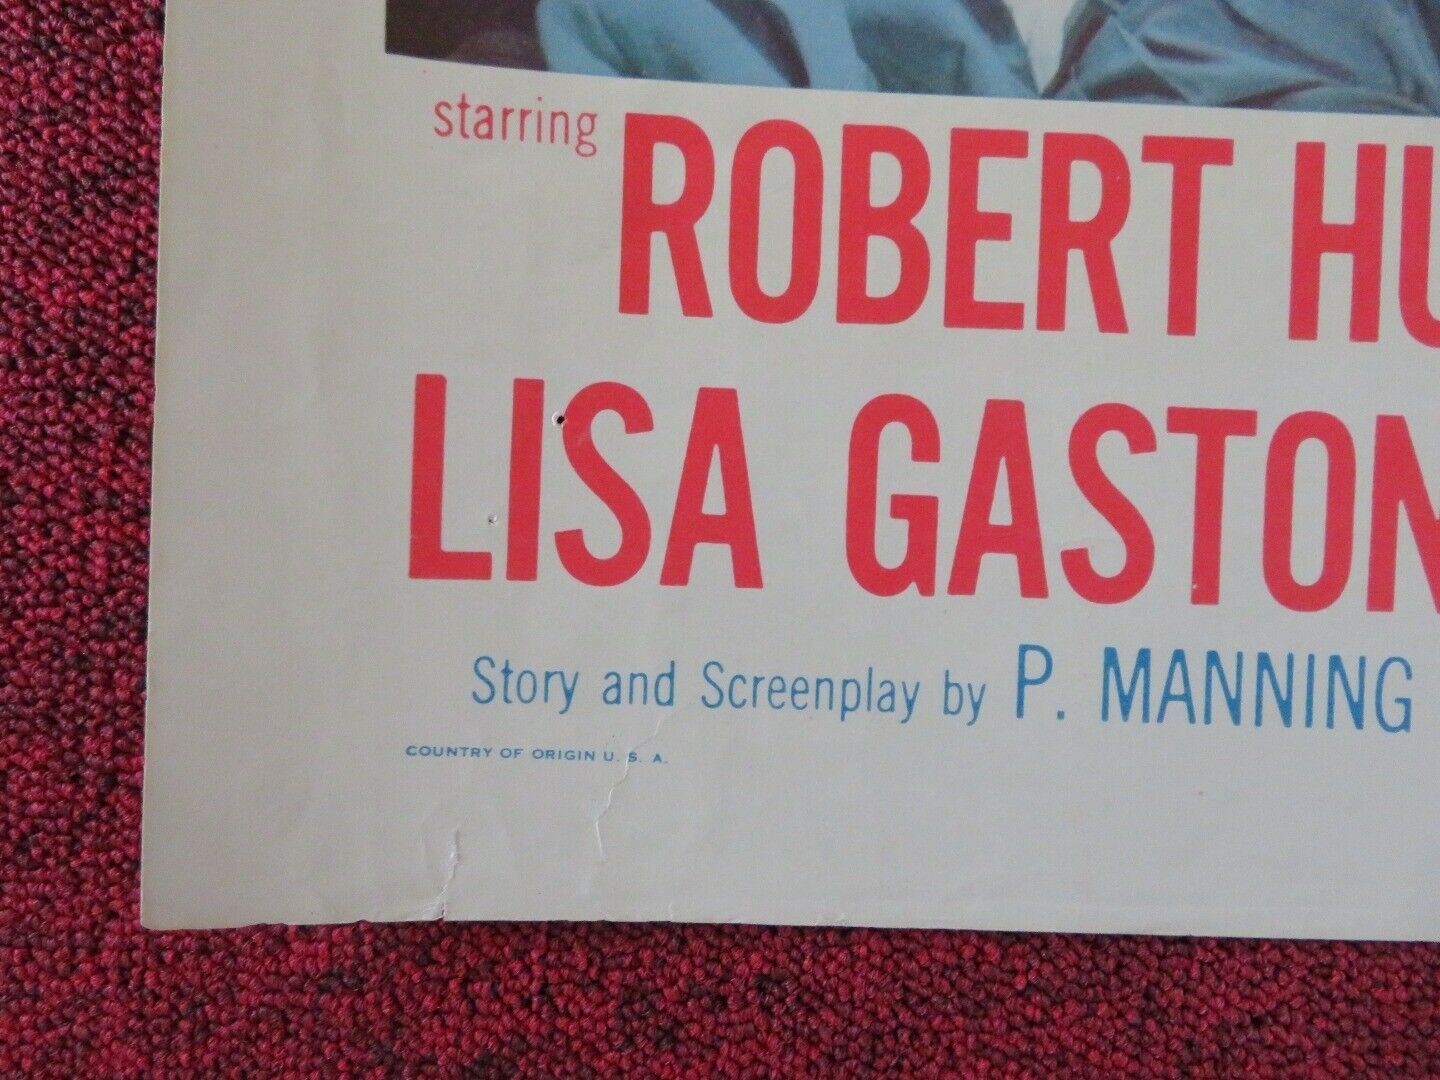 starring ROBERT HU
LISA GASTON
Story and Screenplay by P. MANNING
COUNTRY OF ORIGIN U. S. A.